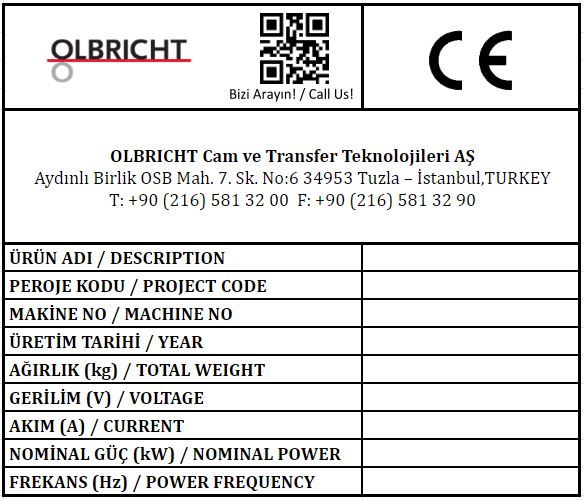 OLBRICHT
Bizi Arayın! / Call Us!
CE
OLBRICHT Cam ve Transfer Teknolojileri AŞ
Aydınlı Birlik OSB Mah. 7. Sk. No:6 34953 Tuzla – İstanbul,TURKEY
T: +90 (216) 581 32 00  F: +90 (216) 581 32 90
ÜRÜN ADI / DESCRIPTION
PEROJE KODU / PROJECT CODE
MAKİNE NO / MACHINE NO
ÜRETİM TARİHİ / YEAR
AĞIRLIK (kg) / TOTAL WEIGHT
GERİLİM (V) / VOLTAGE
AKIM (A) / CURRENT
NOMİNAL GÜÇ (kW) / NOMINAL POWER
FREKANS (Hz) / POWER FREQUENCY